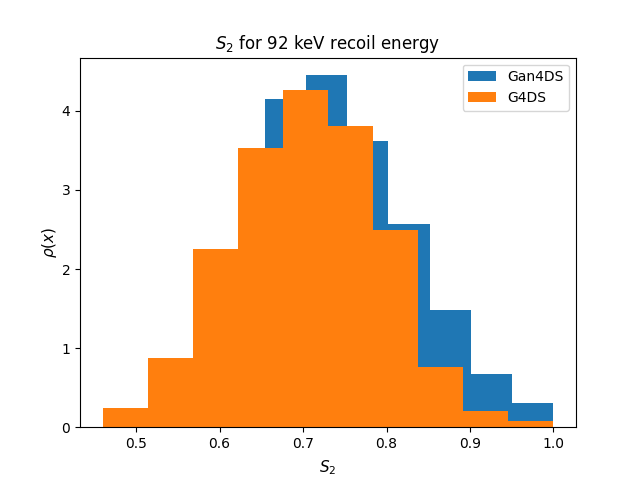 S₂ for 92 keV recoil energy
Gan4DS
G4DS
ρ(x)
4
3
2
1
0
0.5 0.6 0.7 0.8 0.9 1.0
S₂